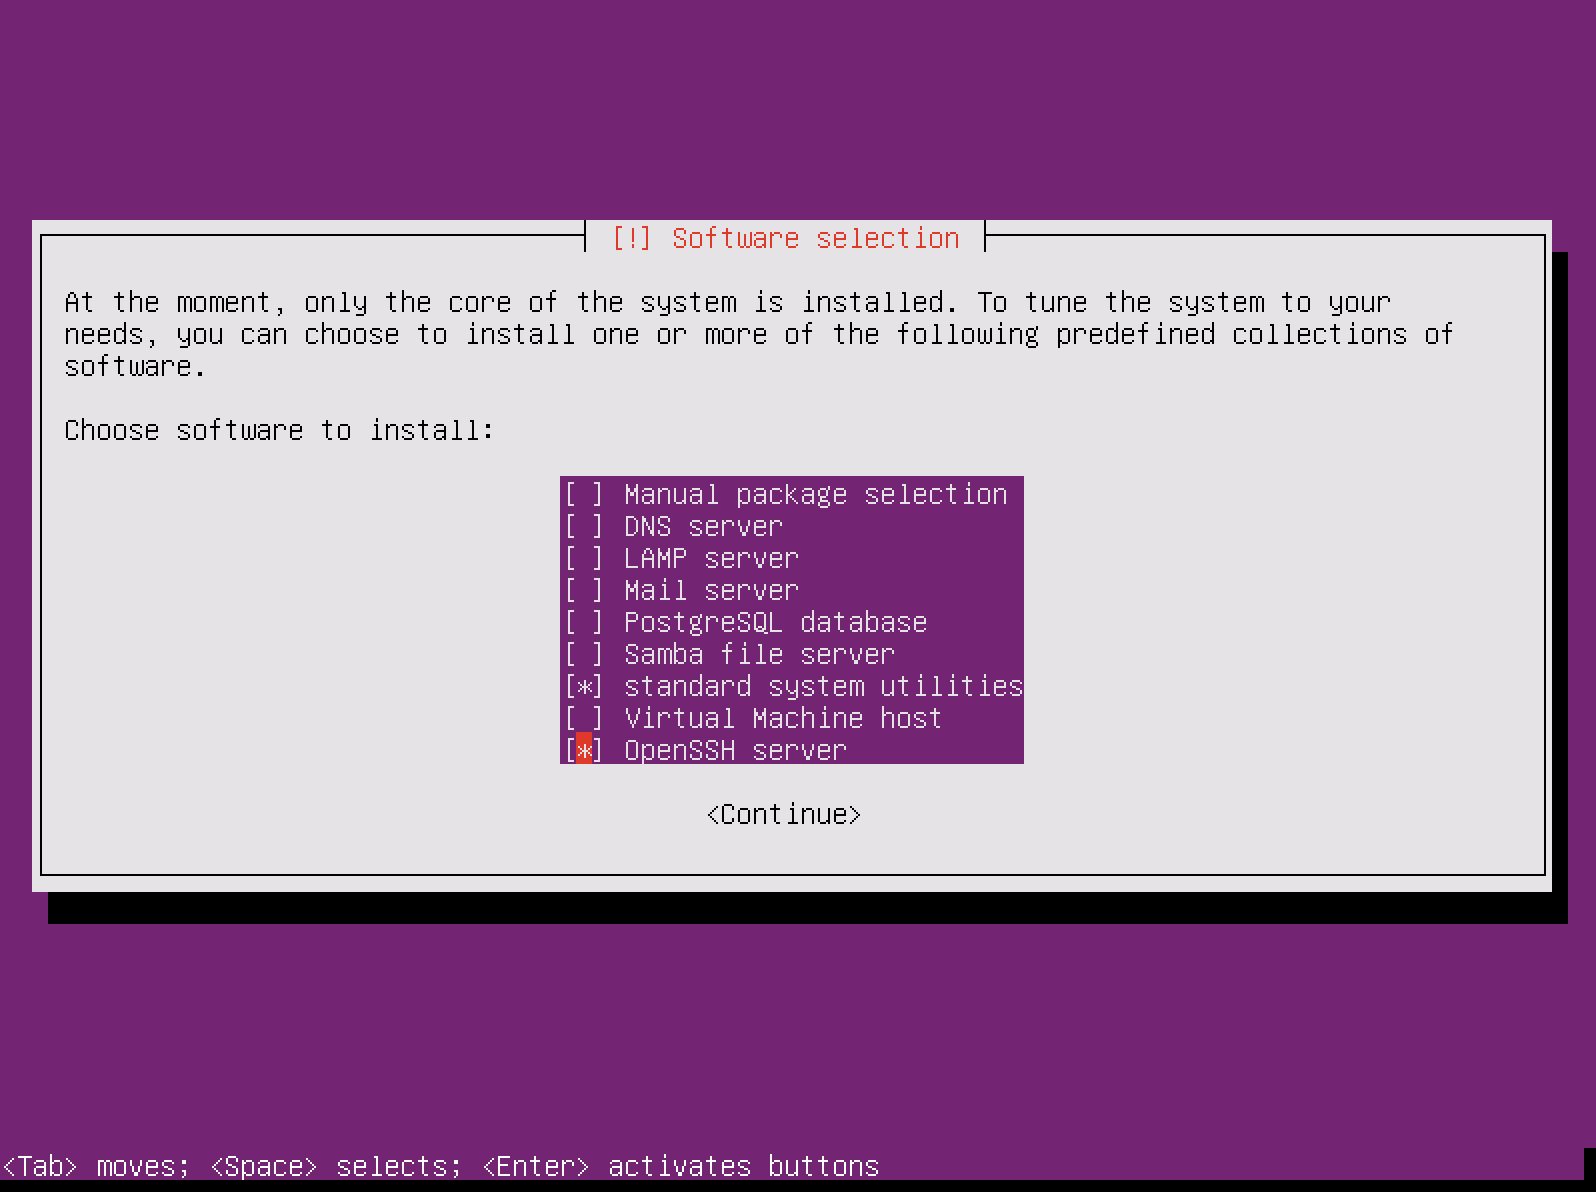 [!] Software selection
At the moment, only the core of the system is installed. To tune the system to your
needs, you can choose to install one or more of the following predefined collections of
software.
Choose software to install:
[ ] Manual package selection
[ ] DNS server
[ ] LAMP server
[ ] Mail server
[ ] PostgreSQL database
[ ] Samba file server
[*] standard system utilities
[ ] Virtual Machine host
[*] OpenSSH server
<Continue>
<Tab> moves; <Space> selects; <Enter> activates buttons